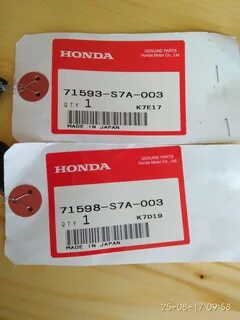 HONDA
GENUINE PARTS
Honda Motor Co., Ltd.
71593-S7A-003
QTY 1 K7E17
MADE IN JAPAN
HONDA
GENUINE PARTS
Honda Motor Co., Ltd.
71598-S7A-003
QTY 1 K7D19
MADE IN JAPAN
25-08-17 09:53